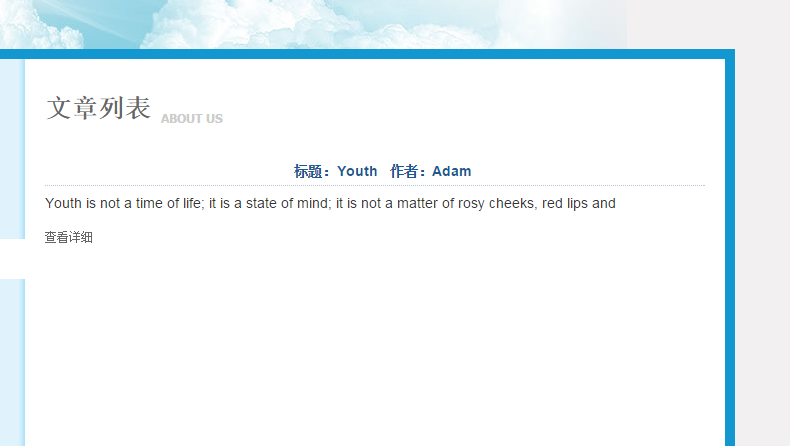 文章列表 ABOUT US
标题：Youth 作者：Adam
Youth is not a time of life; it is a state of mind; it is not a matter of rosy cheeks, red lips and
查看详细